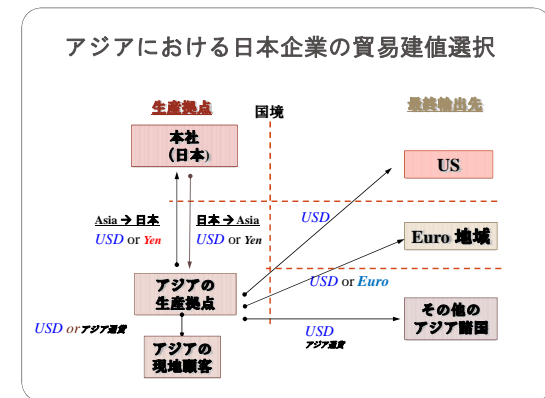 アジアにおける日本企業の貿易建値選択
生産拠点
国境
最終輸出先
本社
（日本）
US
Asia → 日本
USD or Yen
日本 → Asia
USD or Yen
USD
Euro 地域
アジアの
生産拠点
USD or Euro
その他の
アジア諸国
USD orアジア通貨
USD
アジア通貨
アジアの
現地顧客